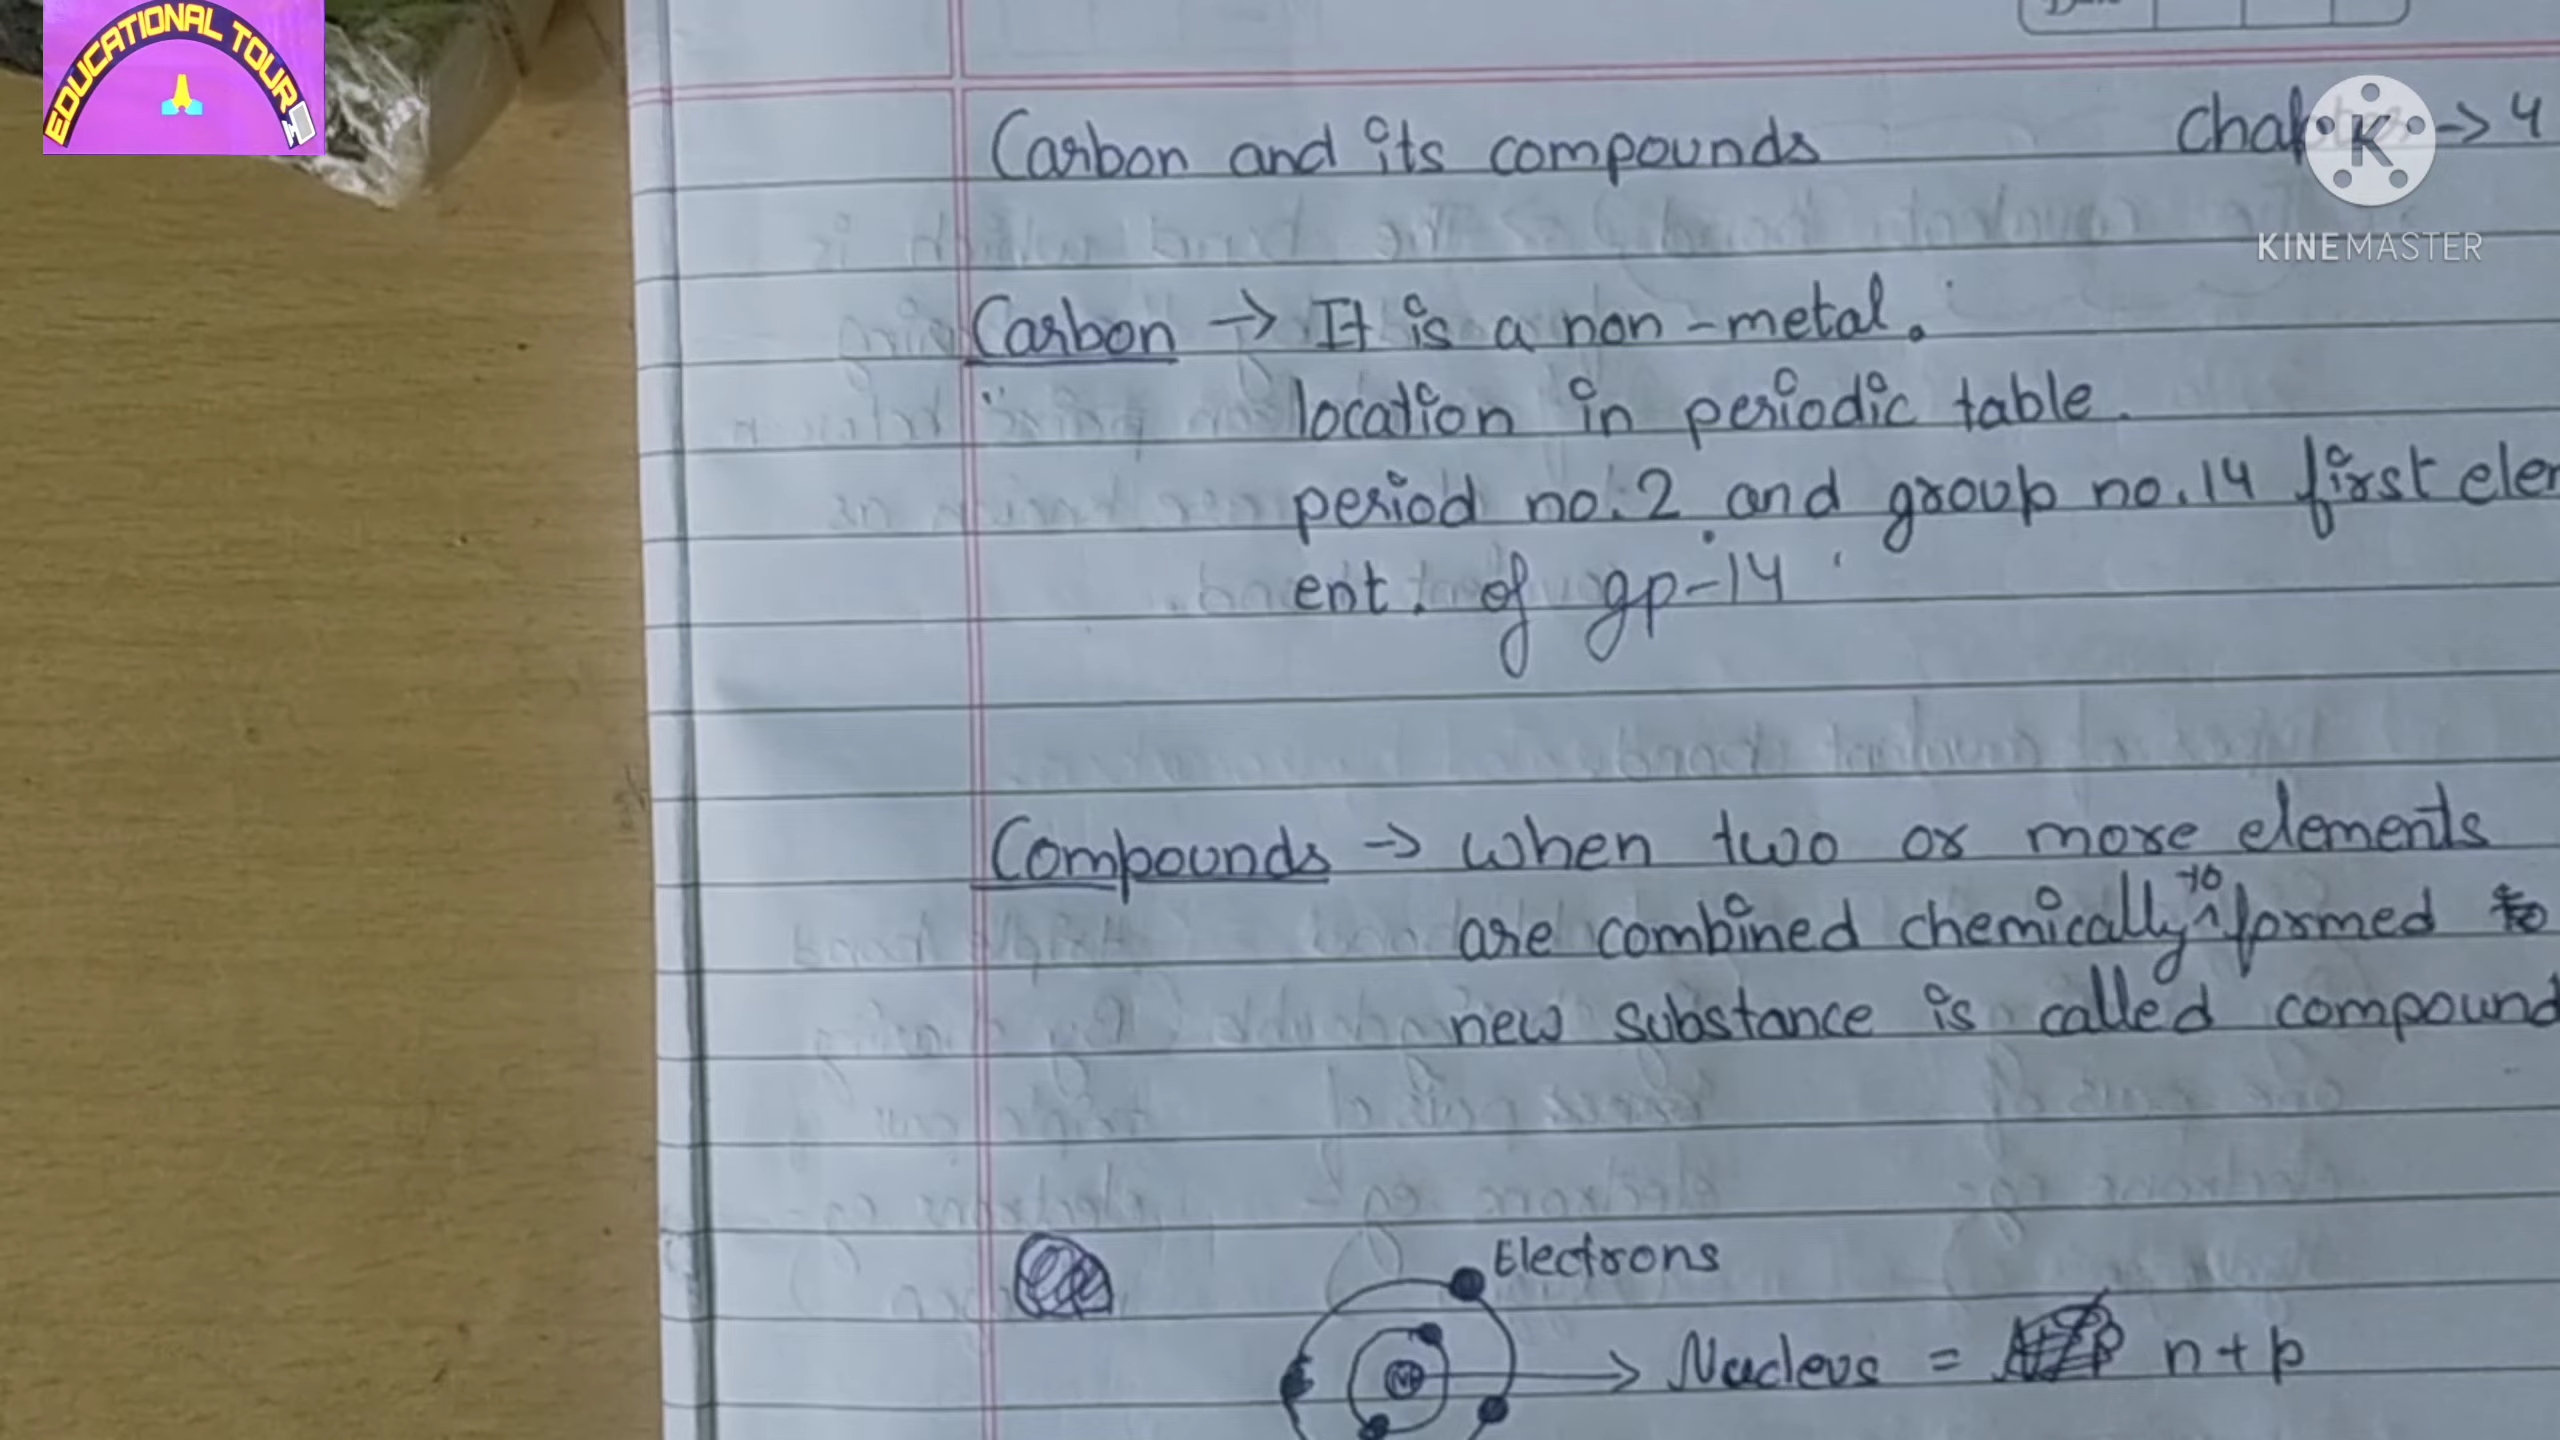 EDUCATIONAL TOUR
Carbon and its compounds
→ 4
K
KINEMASTER
Carbon → It is a non-metal.
location in periodic table.
period no. 2 and group no. 14 first elem
ent. of gp-14
Compounds → when two or more elements
are combined chemically to formed
new substance is called compound
Electrons
Nucleus = n+p